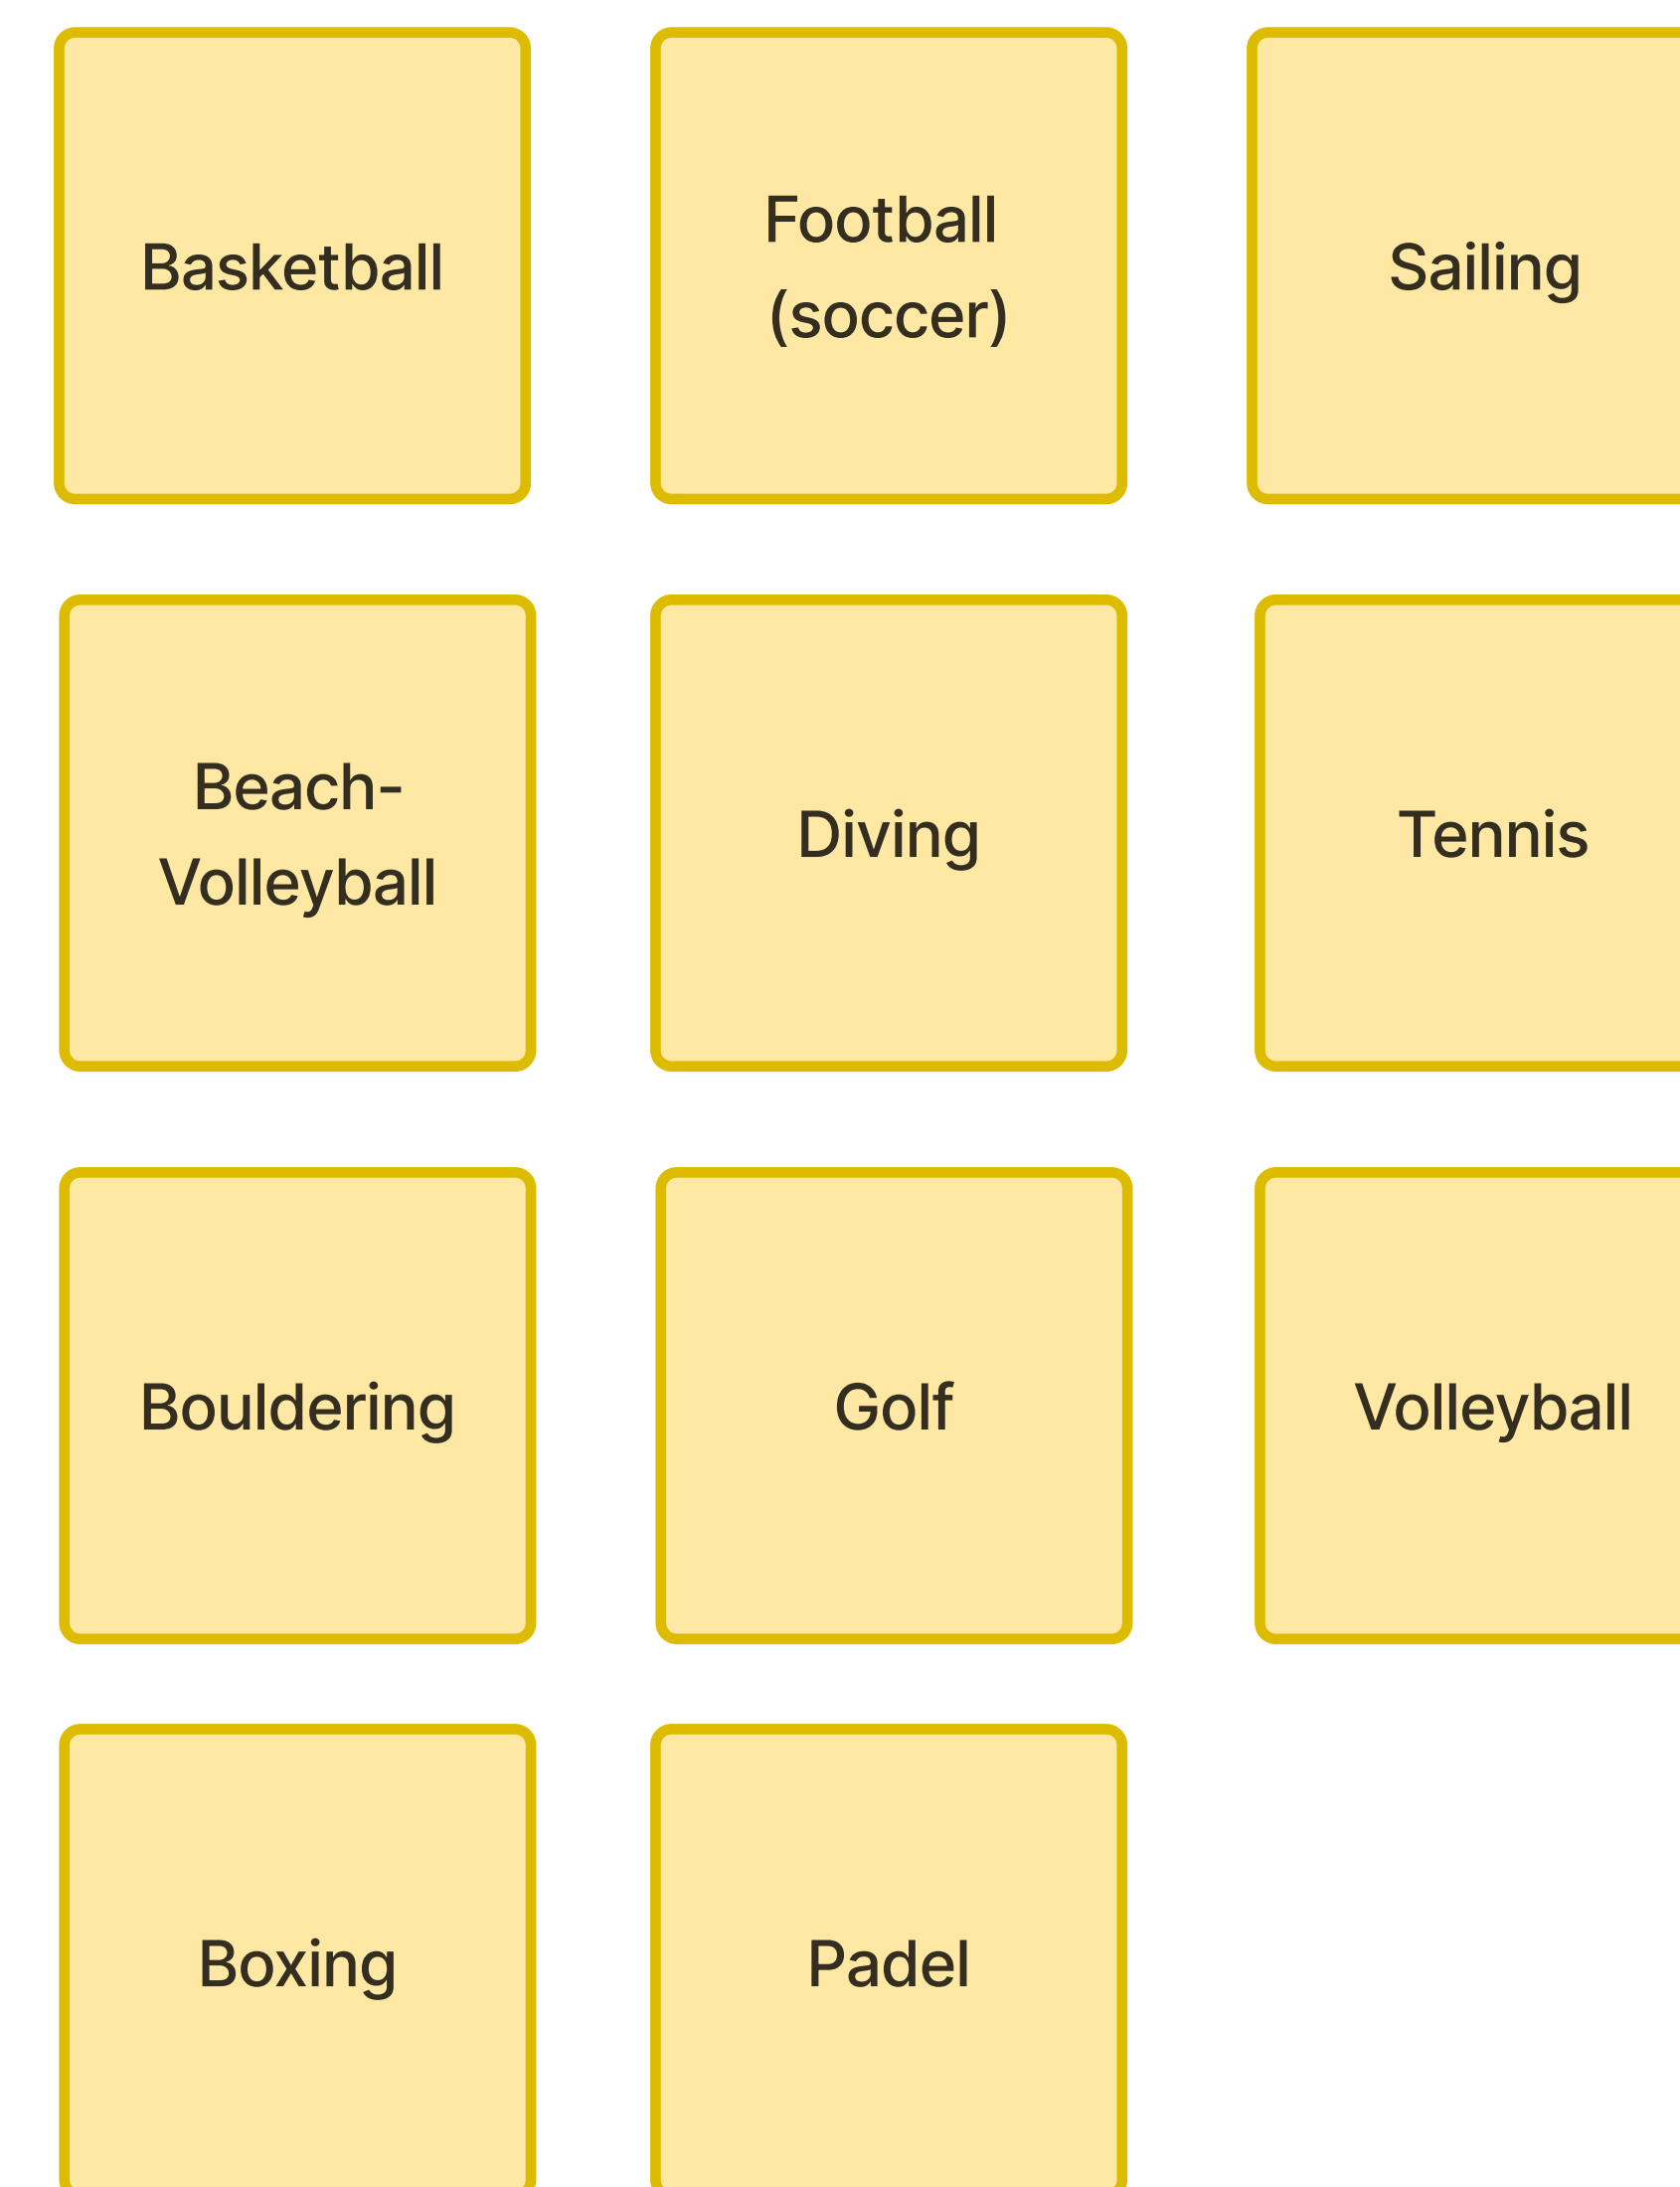 Basketball
Football
(soccer)
Sailing
Beach-
Volleyball
Diving
Tennis
Bouldering
Golf
Volleyball
Boxing
Padel